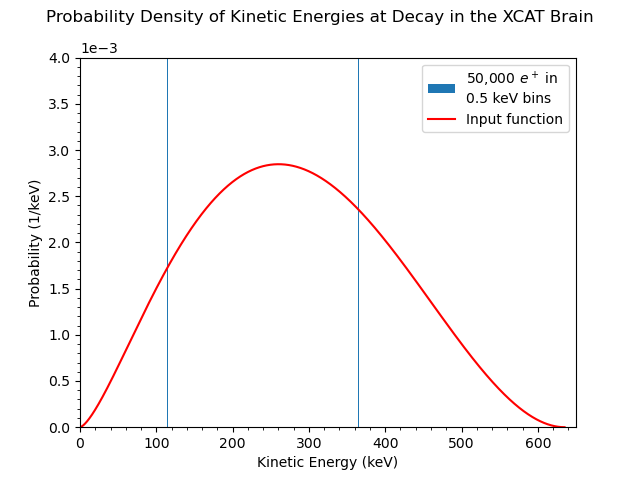 Probability Density of Kinetic Energies at Decay in the XCAT Brain
1e−3
4.0
3.5
3.0
2.5
2.0
1.5
1.0
0.5
0.0
Probability (1/keV)
50,000 e⁺ in
0.5 keV bins
Input function
0 100 200 300 400 500 600
Kinetic Energy (keV)